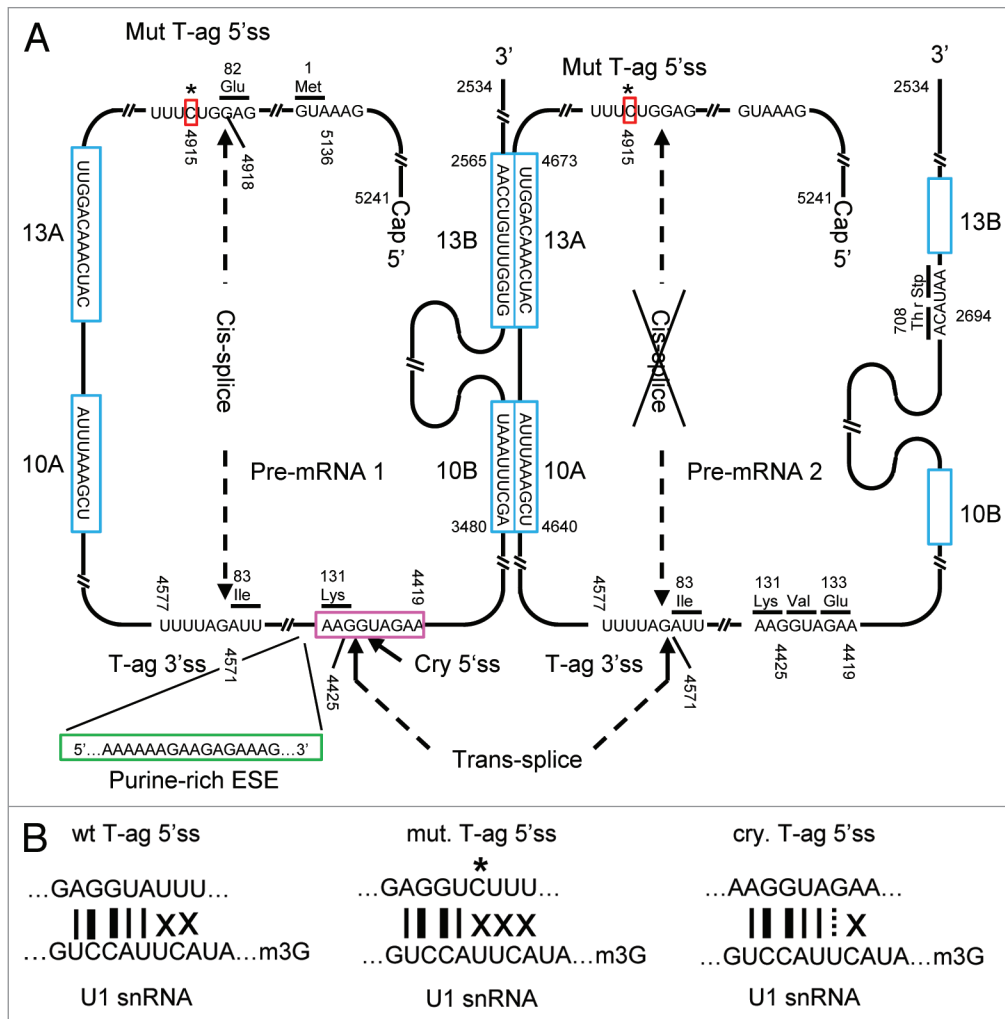 A
Mut T-ag 5'ss
*
82
Glu
1
Met
UUUCUGGAG
GUAAAG
4915
4918
5136
5241
Cap 5'
13A
UUGGACAAACUAC
10A
AUUUAAAGCU
Cis-splice
Pre-mRNA 1
4577
83
Ile
UUUUAGAUU
T-ag 3'ss
4571
131
Lys
4419
AAGGUAGAA
4425
Cry 5'ss
5'...AAAAAAGAAGAGAAAG...3'
Purine-rich ESE
Trans-splice
3'
2534
2565
4673
AACCUGUUUGGUG
UUGGACAAACUAC
13B
13A
UAAAUUUCGA
AUUUAAAGCU
10B
10A
3480
4640
Mut T-ag 5'ss
*
UUUCUGGAG
GUAAAG
4915
5241
Cap 5'
Cis-splice
Pre-mRNA 2
4577
83
Ile
UUUUAGAUU
T-ag 3'ss
4571
131
Lys
Val
133
Glu
AAGGUAGAA
4425
4419
3'
2534
13B
708
Thr
Stp
ACAUAA
2694
10B
B
wt T-ag 5'ss
...GAGGUAUUU...
XX
...GUCCAUUCAUA...m3G
U1 snRNA
mut. T-ag 5'ss
*
...GAGGUCUUU...
XXX
...GUCCAUUCAUA...m3G
U1 snRNA
cry. T-ag 5'ss
...AAGGUAGAA...
X
...GUCCAUUCAUA...m3G
U1 snRNA